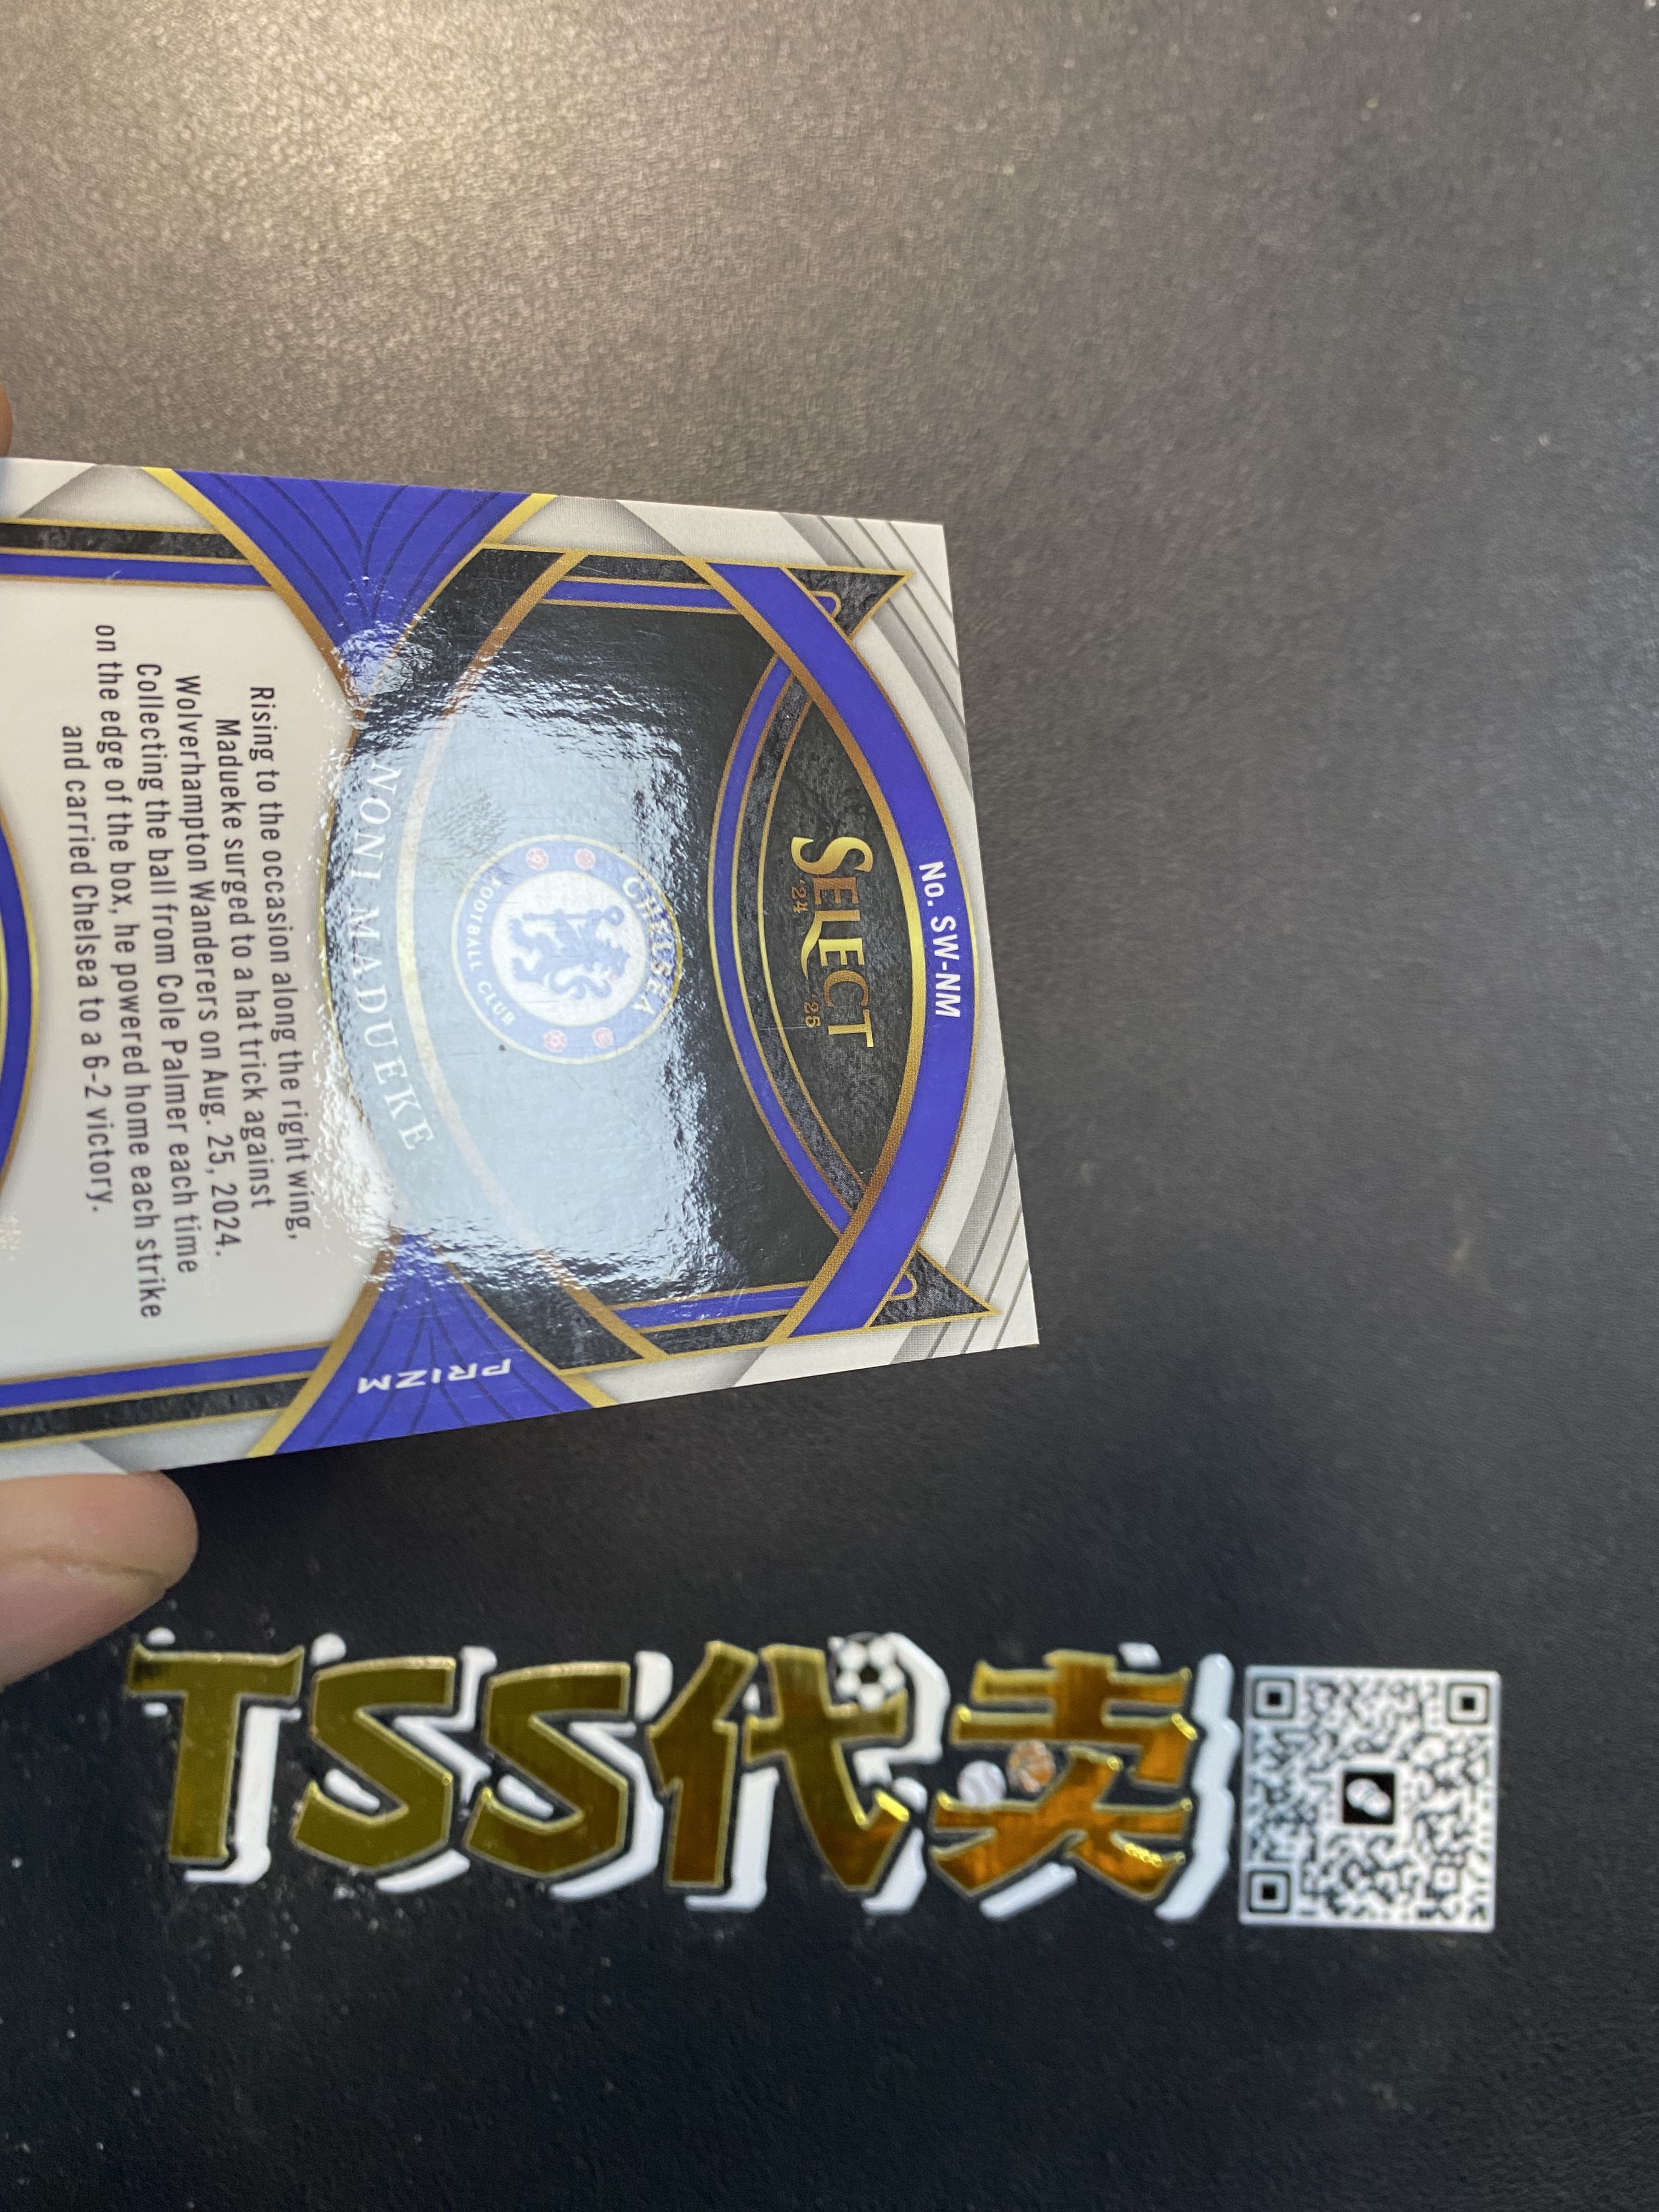 No. SW-NM
SELECT
'24 '25
CHELSEA
FOOTBALL CLUB
NONI MADUEKE
PRIZM
Rising to the occasion along the right wing,
Madueke surged to a hat trick against
Wolverhampton Wanderers on Aug. 25, 2024.
Collecting the ball from Cole Palmer each time
on the edge of the box, he powered home each strike
and carried Chelsea to a 6-2 victory.
TSS代卖